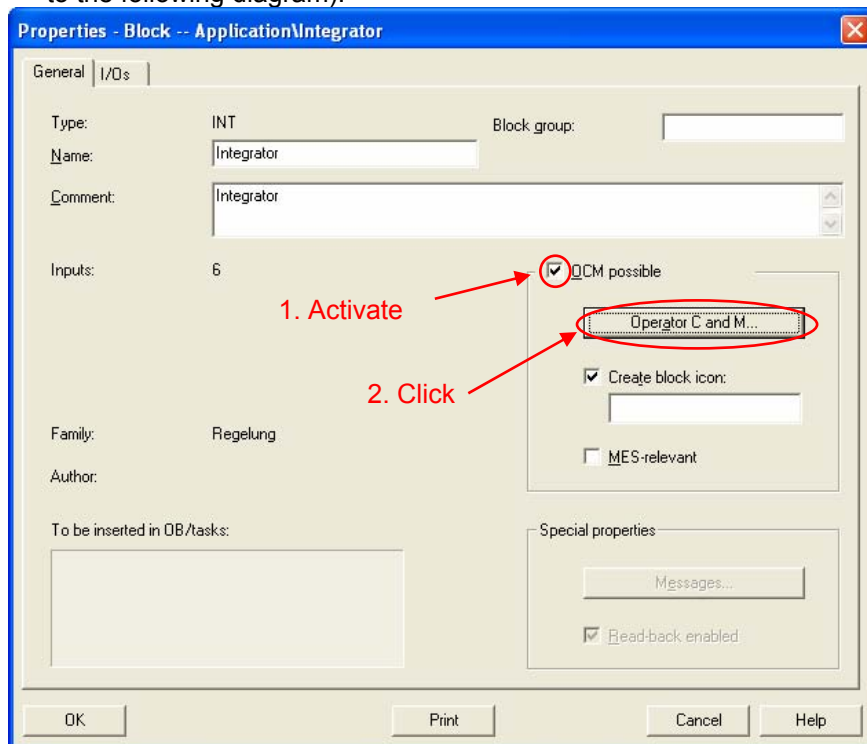 to the following diagram).
Properties - Block -- Application\Integrator
General I/Os
Type: INT Block group:
Name: Integrator
Comment: Integrator
Inputs: 6
OCM possible
1. Activate
Operator C and M...
2. Click
Create block icon:
Family: Regelung
MES-relevant
Author:
To be inserted in OB/tasks:
Special properties
Messages...
Read-back enabled
OK Print Cancel Help